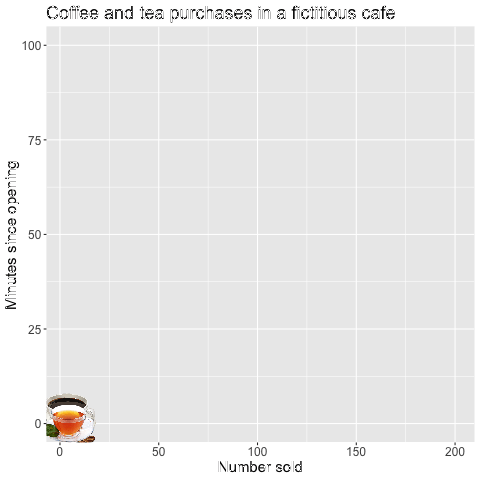 Coffee and tea purchases in a fictitious cafe
100
75
50
25
0
Minutes since opening
0 50 100 150 200
Number sold